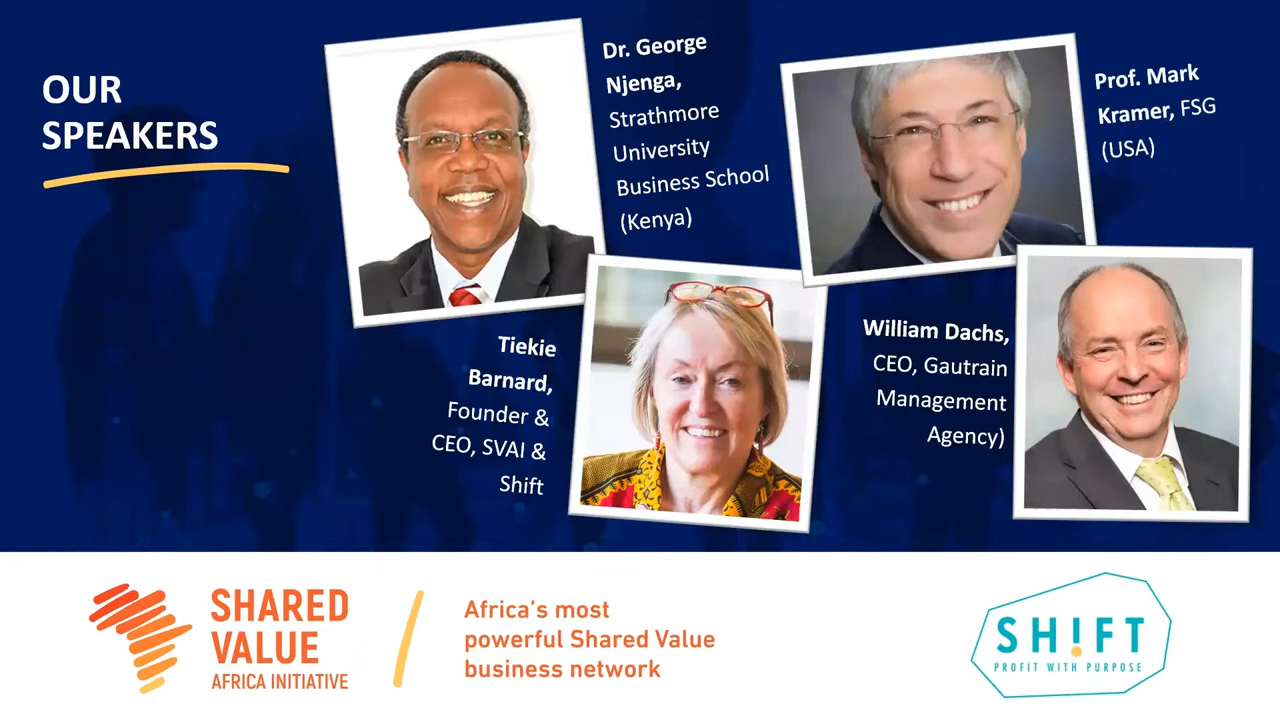 OUR
SPEAKERS
Dr. George
Njenga,
Strathmore
University
Business School
(Kenya)
Prof. Mark
Kramer, FSG
(USA)
Tiekie
Barnard,
Founder &
CEO, SVAI &
Shift
William Dachs,
CEO, Gautrain
Management
Agency)
SHARED
VALUE
AFRICA INITIATIVE
Africa's most
powerful Shared Value
business network
SH!FT
PROFIT WITH PURPOSE